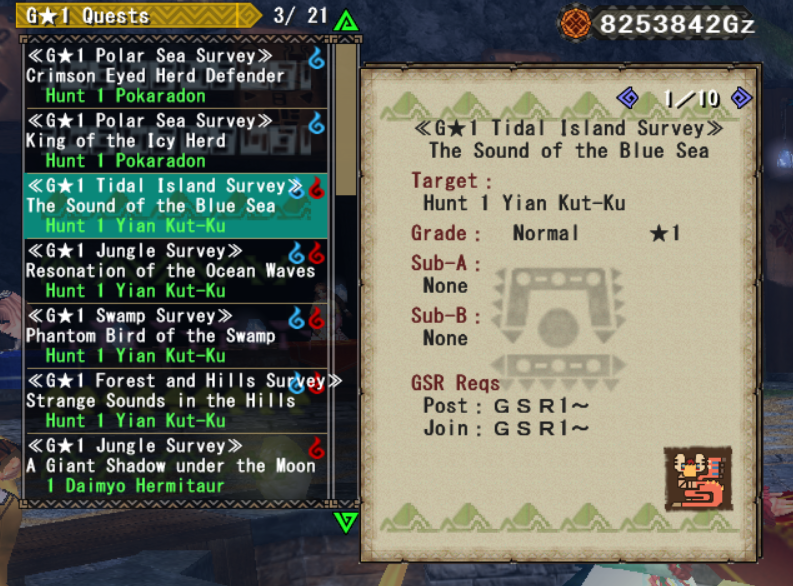 G★1 Quests
3/ 21
8253842Gz
≪G★1 Polar Sea Survey≫
Crimson Eyed Herd Defender
Hunt 1 Pokaradon
≪G★1 Polar Sea Survey≫
King of the Icy Herd
Hunt 1 Pokaradon
≪G★1 Tidal Island Survey≫
The Sound of the Blue Sea
Hunt 1 Yian Kut-Ku
≪G★1 Jungle Survey≫
Resonation of the Ocean Waves
Hunt 1 Yian Kut-Ku
≪G★1 Swamp Survey≫
Phantom Bird of the Swamp
Hunt 1 Yian Kut-Ku
≪G★1 Forest and Hills Survey≫
Strange Sounds in the Hills
Hunt 1 Yian Kut-Ku
≪G★1 Jungle Survey≫
A Giant Shadow under the Moon
1 Daimyo Hermitaur
1/10
≪G★1 Tidal Island Survey≫
The Sound of the Blue Sea
Target :
Hunt 1 Yian Kut-Ku
Grade : Normal ★1
Sub-A :
None
Sub-B :
None
GSR Reqs
Post : ＧＳＲ1～
Join : ＧＳＲ1～